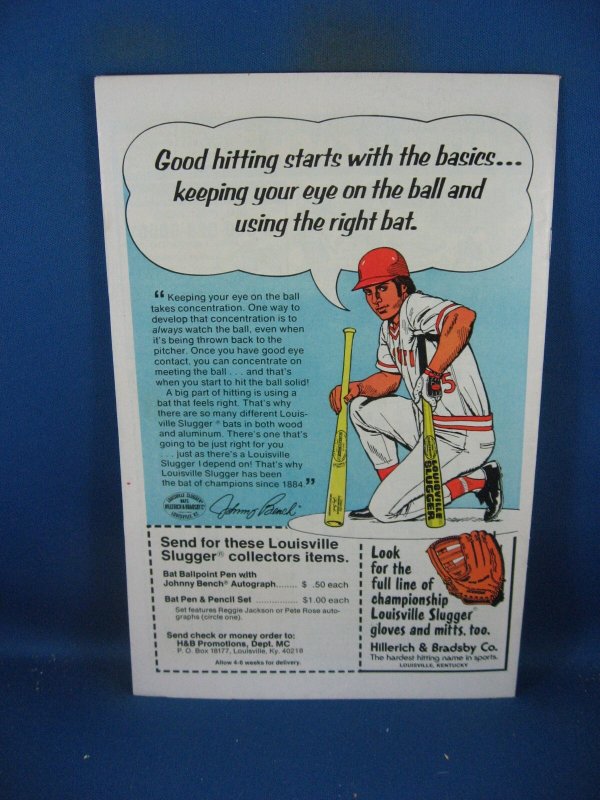 Good hitting starts with the basics...
keeping your eye on the ball and
using the right bat.
“ Keeping your eye on the ball
takes concentration. One way to
develop that concentration is to
always watch the ball, even when
it's being thrown back to the
pitcher. Once you have good eye
contact, you can concentrate on
meeting the ball . . . and that's
when you start to hit the ball solid!
A big part of hitting is using a
bat that feels right. That's why
there are so many different Louis-
ville Slugger® bats in both wood
and aluminum. There's one that's
going to be just right for you
. . . just as there's a Louisville
Slugger I depend on! That's why
Louisville Slugger has been
the bat of champions since 1884 ”
LOUISVILLE SLUGGER
BATS
HILLERICH & BRADSBY Cº
LOUISVILLE, KY.
Johnny Bench
5
LOUISVILLE
SLUGGER
Send for these Louisville
Slugger® collectors items.
Bat Ballpoint Pen with
Johnny Bench® Autograph....... $ .50 each
Bat Pen & Pencil Set .............. $1.00 each
Set features Reggie Jackson or Pete Rose auto-
graphs (circle one).
Send check or money order to:
H&B Promotions, Dept. MC
P. O. Box 18177, Louisville, Ky. 40218
Allow 4-6 weeks for delivery.
Look
for the
full line of
championship
Louisville Slugger®
gloves and mitts, too.
Hillerich & Bradsby Co.
The hardest hitting name in sports.
LOUISVILLE, KENTUCKY